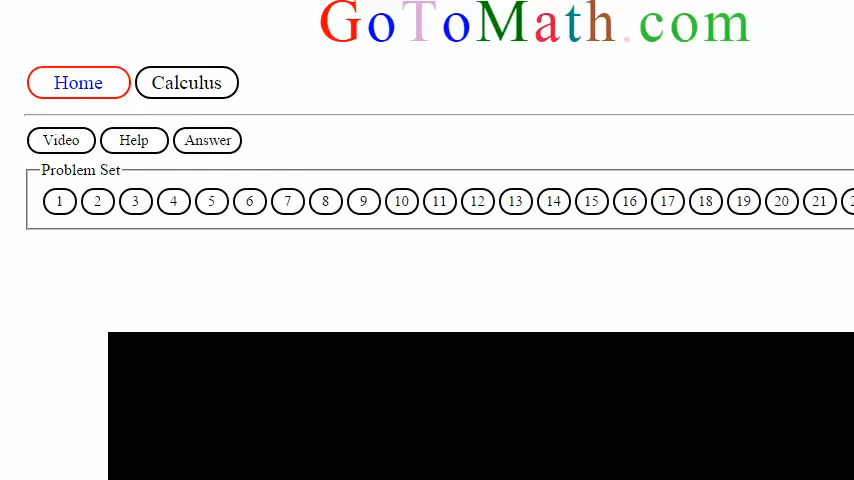 GoToMath.com
Home Calculus
Video Help Answer
Problem Set
1 2 3 4 5 6 7 8 9 10 11 12 13 14 15 16 17 18 19 20 21